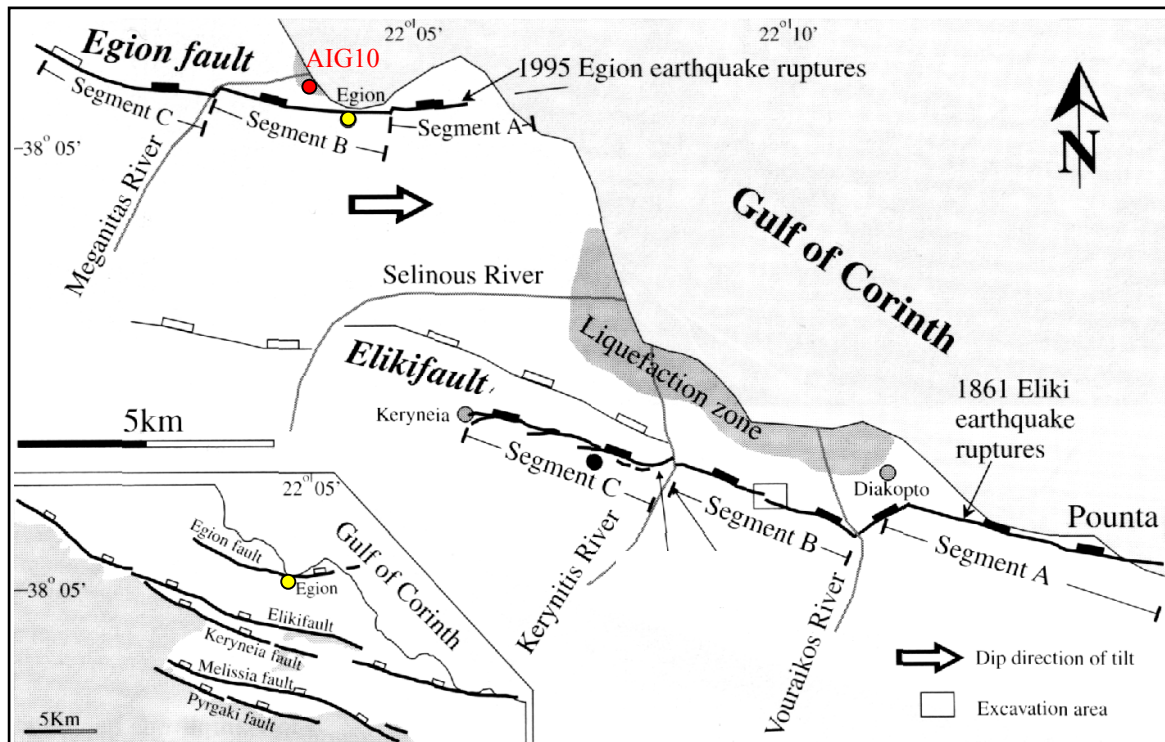 22° 05'
22° 10'
Egion fault
AIG10
1995 Egion earthquake ruptures
Egion
Segment C
Segment B
Segment A
38° 05'
N
Meganitas River
Gulf of Corinth
Selinous River
Liquefaction zone
Elikifault
1861 Eliki
earthquake
ruptures
5km
Keryneia
Segment C
Diakopto
Pounta
Segment B
Segment A
Kerynitis River
Vouraikos River
Dip direction of tilt
Excavation area
22° 05'
Gulf of Corinth
Egion fault
Egion
38° 05'
Elikifault
Keryneia fault
Melissia fault
Pyrgaki fault
5Km